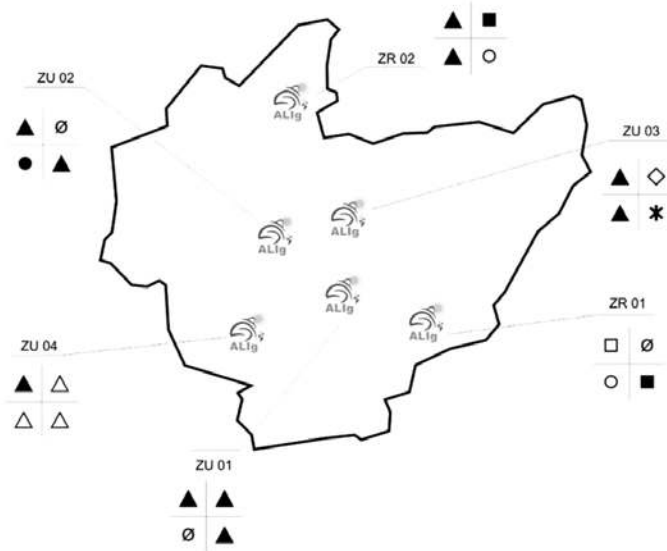 ZR 02
ZU 02
Ø
ALIg
ZU 03
ALIg
ALIg
ALIg
ZR 01
ALIg
Ø
ZU 04
ALIg
ZU 01
Ø